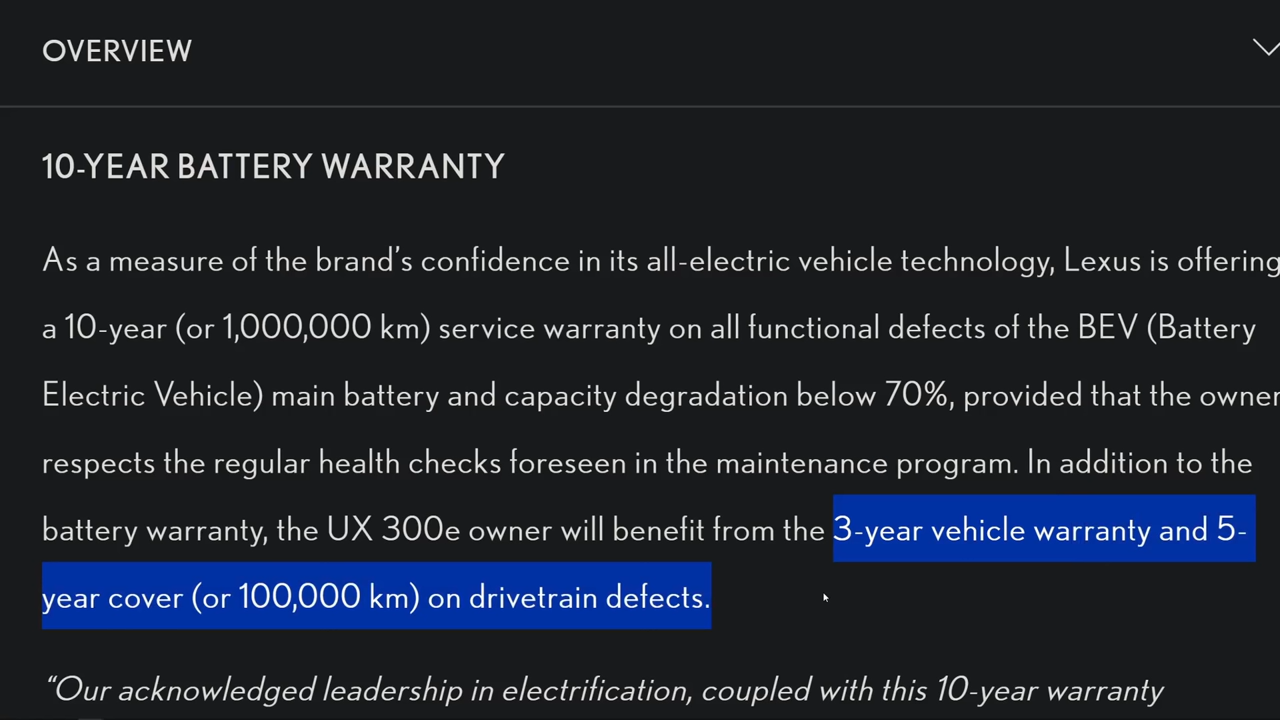 OVERVIEW
10-YEAR BATTERY WARRANTY
As a measure of the brand’s confidence in its all-electric vehicle technology, Lexus is offering
a 10-year (or 1,000,000 km) service warranty on all functional defects of the BEV (Battery
Electric Vehicle) main battery and capacity degradation below 70%, provided that the owner
respects the regular health checks foreseen in the maintenance program. In addition to the
battery warranty, the UX 300e owner will benefit from the 3-year vehicle warranty and 5-
year cover (or 100,000 km) on drivetrain defects.
“Our acknowledged leadership in electrification, coupled with this 10-year warranty